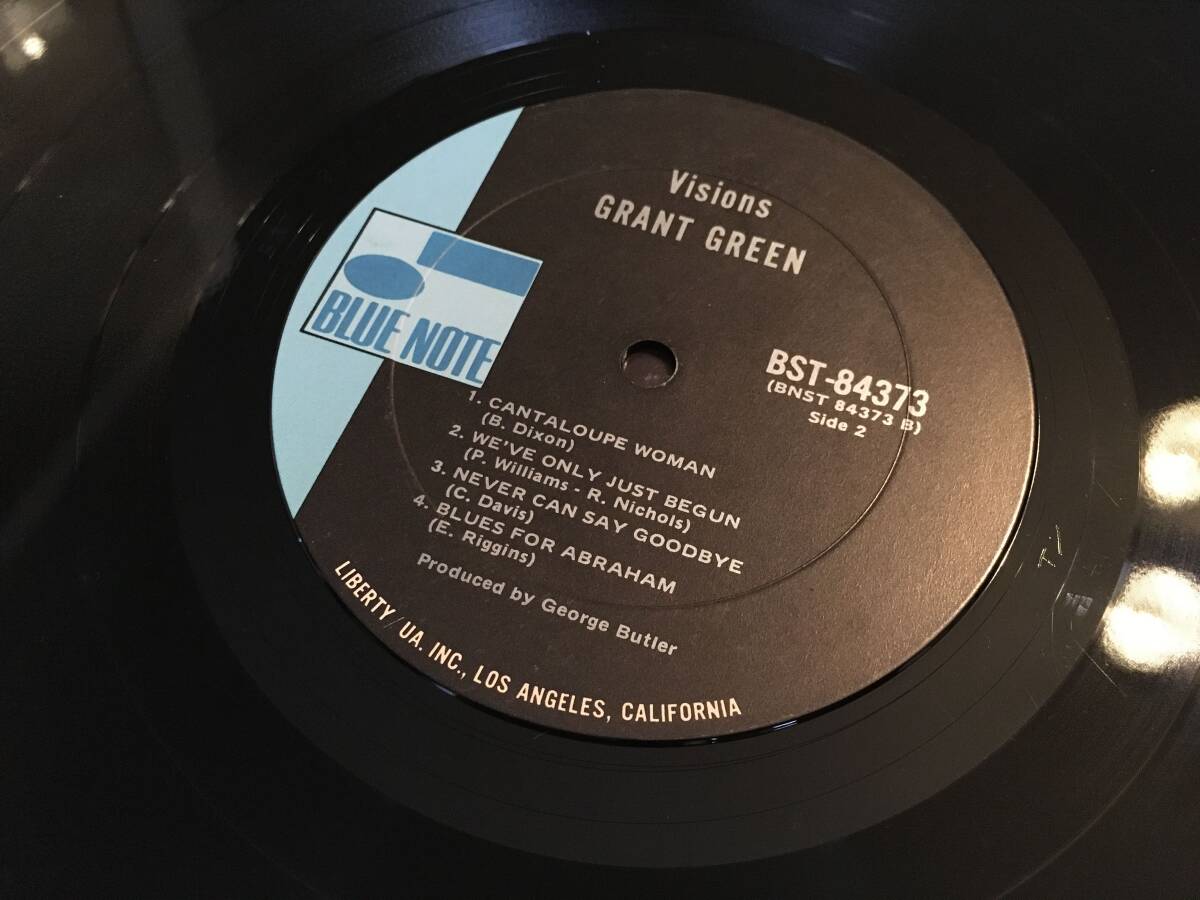 Visions
GRANT GREEN
BLUE NOTE
BST-84373
(BNST 84373 B)
Side 2
1. CANTALOUPE WOMAN
(B. Dixon)
2. WE'VE ONLY JUST BEGUN
(P. Williams - R. Nichols)
3. NEVER CAN SAY GOODBYE
(C. Davis)
4. BLUES FOR ABRAHAM
(E. Riggins)
Produced by George Butler
LIBERTY/UA. INC., LOS ANGELES, CALIFORNIA